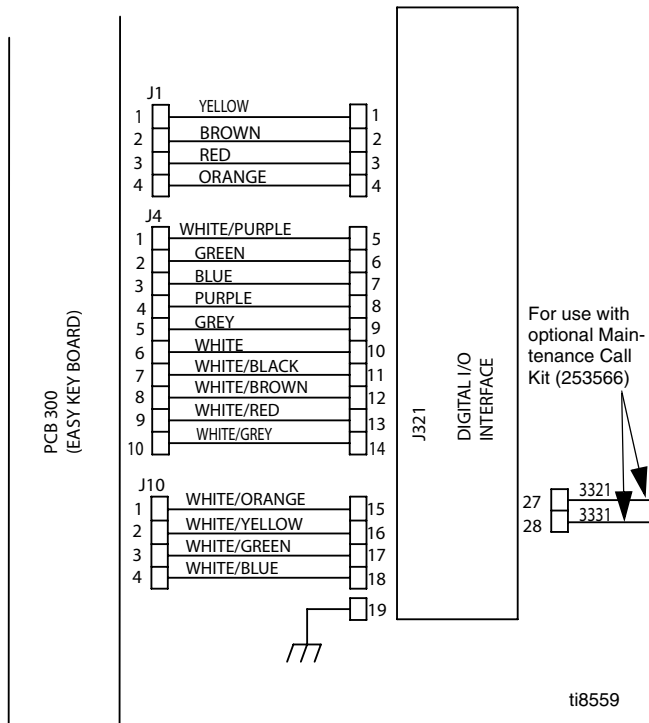 J1
1 YELLOW 1
2 BROWN 2
3 RED 3
4 ORANGE 4
J4
1 WHITE/PURPLE 5
2 GREEN 6
3 BLUE 7
4 PURPLE 8
5 GREY 9
6 WHITE 10
7 WHITE/BLACK 11
8 WHITE/BROWN 12
9 WHITE/RED 13
10 WHITE/GREY 14
J10
1 WHITE/ORANGE 15
2 WHITE/YELLOW 16
3 WHITE/GREEN 17
4 WHITE/BLUE 18
19
PCB 300
(EASY KEY BOARD)
J321
DIGITAL I/O
INTERFACE
For use with
optional Main-
tenance Call
Kit (253566)
27 3321
28 3331
ti8559